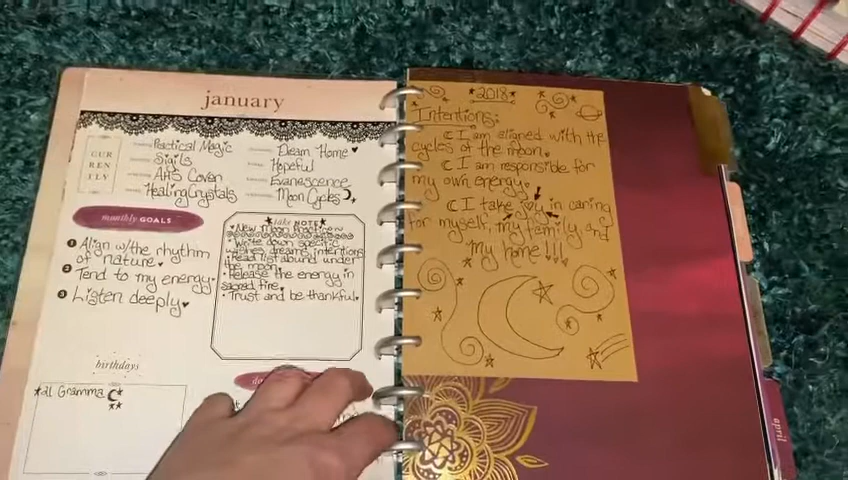 january
CURRENTLY
Practical Magic
Sigils
AHS Coven
Healing Crystals
Dream Home
Hopeful
Evanescence
Moon Cycles
monthly GOALS
1 Align w/the rhythm
of nature.
2 Tend to my energy.
3 Listen deeply
take NOTE
• New Moon Practice ~
• Write down specific
wishes dreams intentions
• Read list aloud under
the moon.
• Release the energy in
sacred fire.
• Trust and be thankful.
birthdays
Gramma
2018
Intentions:
I am aligned with the
cycles of the moon.
I am responsible for
my own energy.
I take joy in caring
for myself, my family and
my home!!!
april